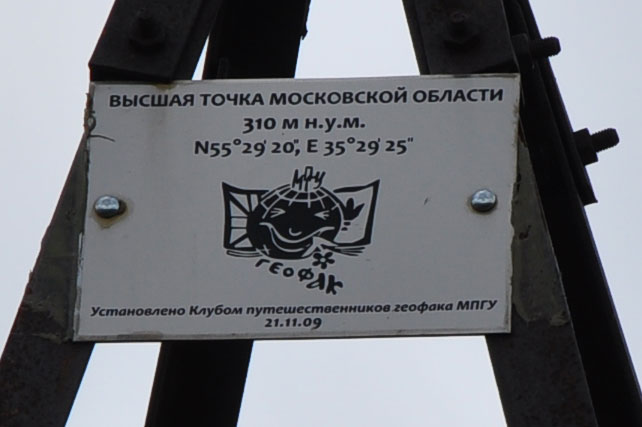 ВЫСШАЯ ТОЧКА МОСКОВСКОЙ ОБЛАСТИ
310 м н.у.м.
N55°29' 20", E 35°29' 25"
МПГУ
ГЕОФАК
Установлено Клубом путешественников геофака МПГУ
21.11.09